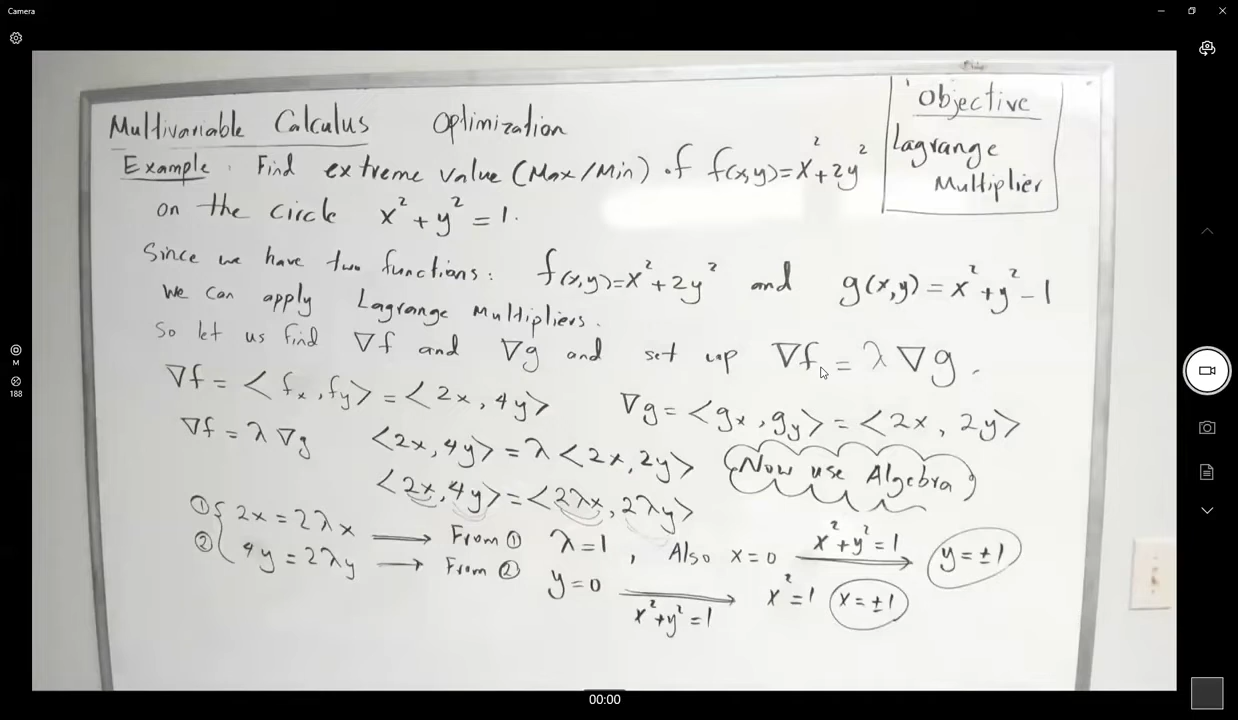 Camera
Multivariable Calculus Optimization
Objective
Lagrange
Multiplier
Example: Find extreme value (Max/Min) of f(x,y)=x²+2y²
on the circle x²+y²=1.
Since we have two functions: f(x,y)=x²+2y² and g(x,y)=x²+y²-1
We can apply Lagrange Multipliers.
So let us find ∇f and ∇g and set up ∇f=λ∇g.
∇f=<fx,fy>=<2x,4y> ∇g=<gx,gy>=<2x,2y>
∇f=λ∇g <2x,4y>=λ<2x,2y> Now use Algebra
<2x,4y>=<2λx,2λy>
① 2x=2λx → From ① λ=1, Also x=0 x²+y²=1 → y=±1
② 4y=2λy → From ② y=0 x²+y²=1 → x²=1 x=±1
M
188
00:00